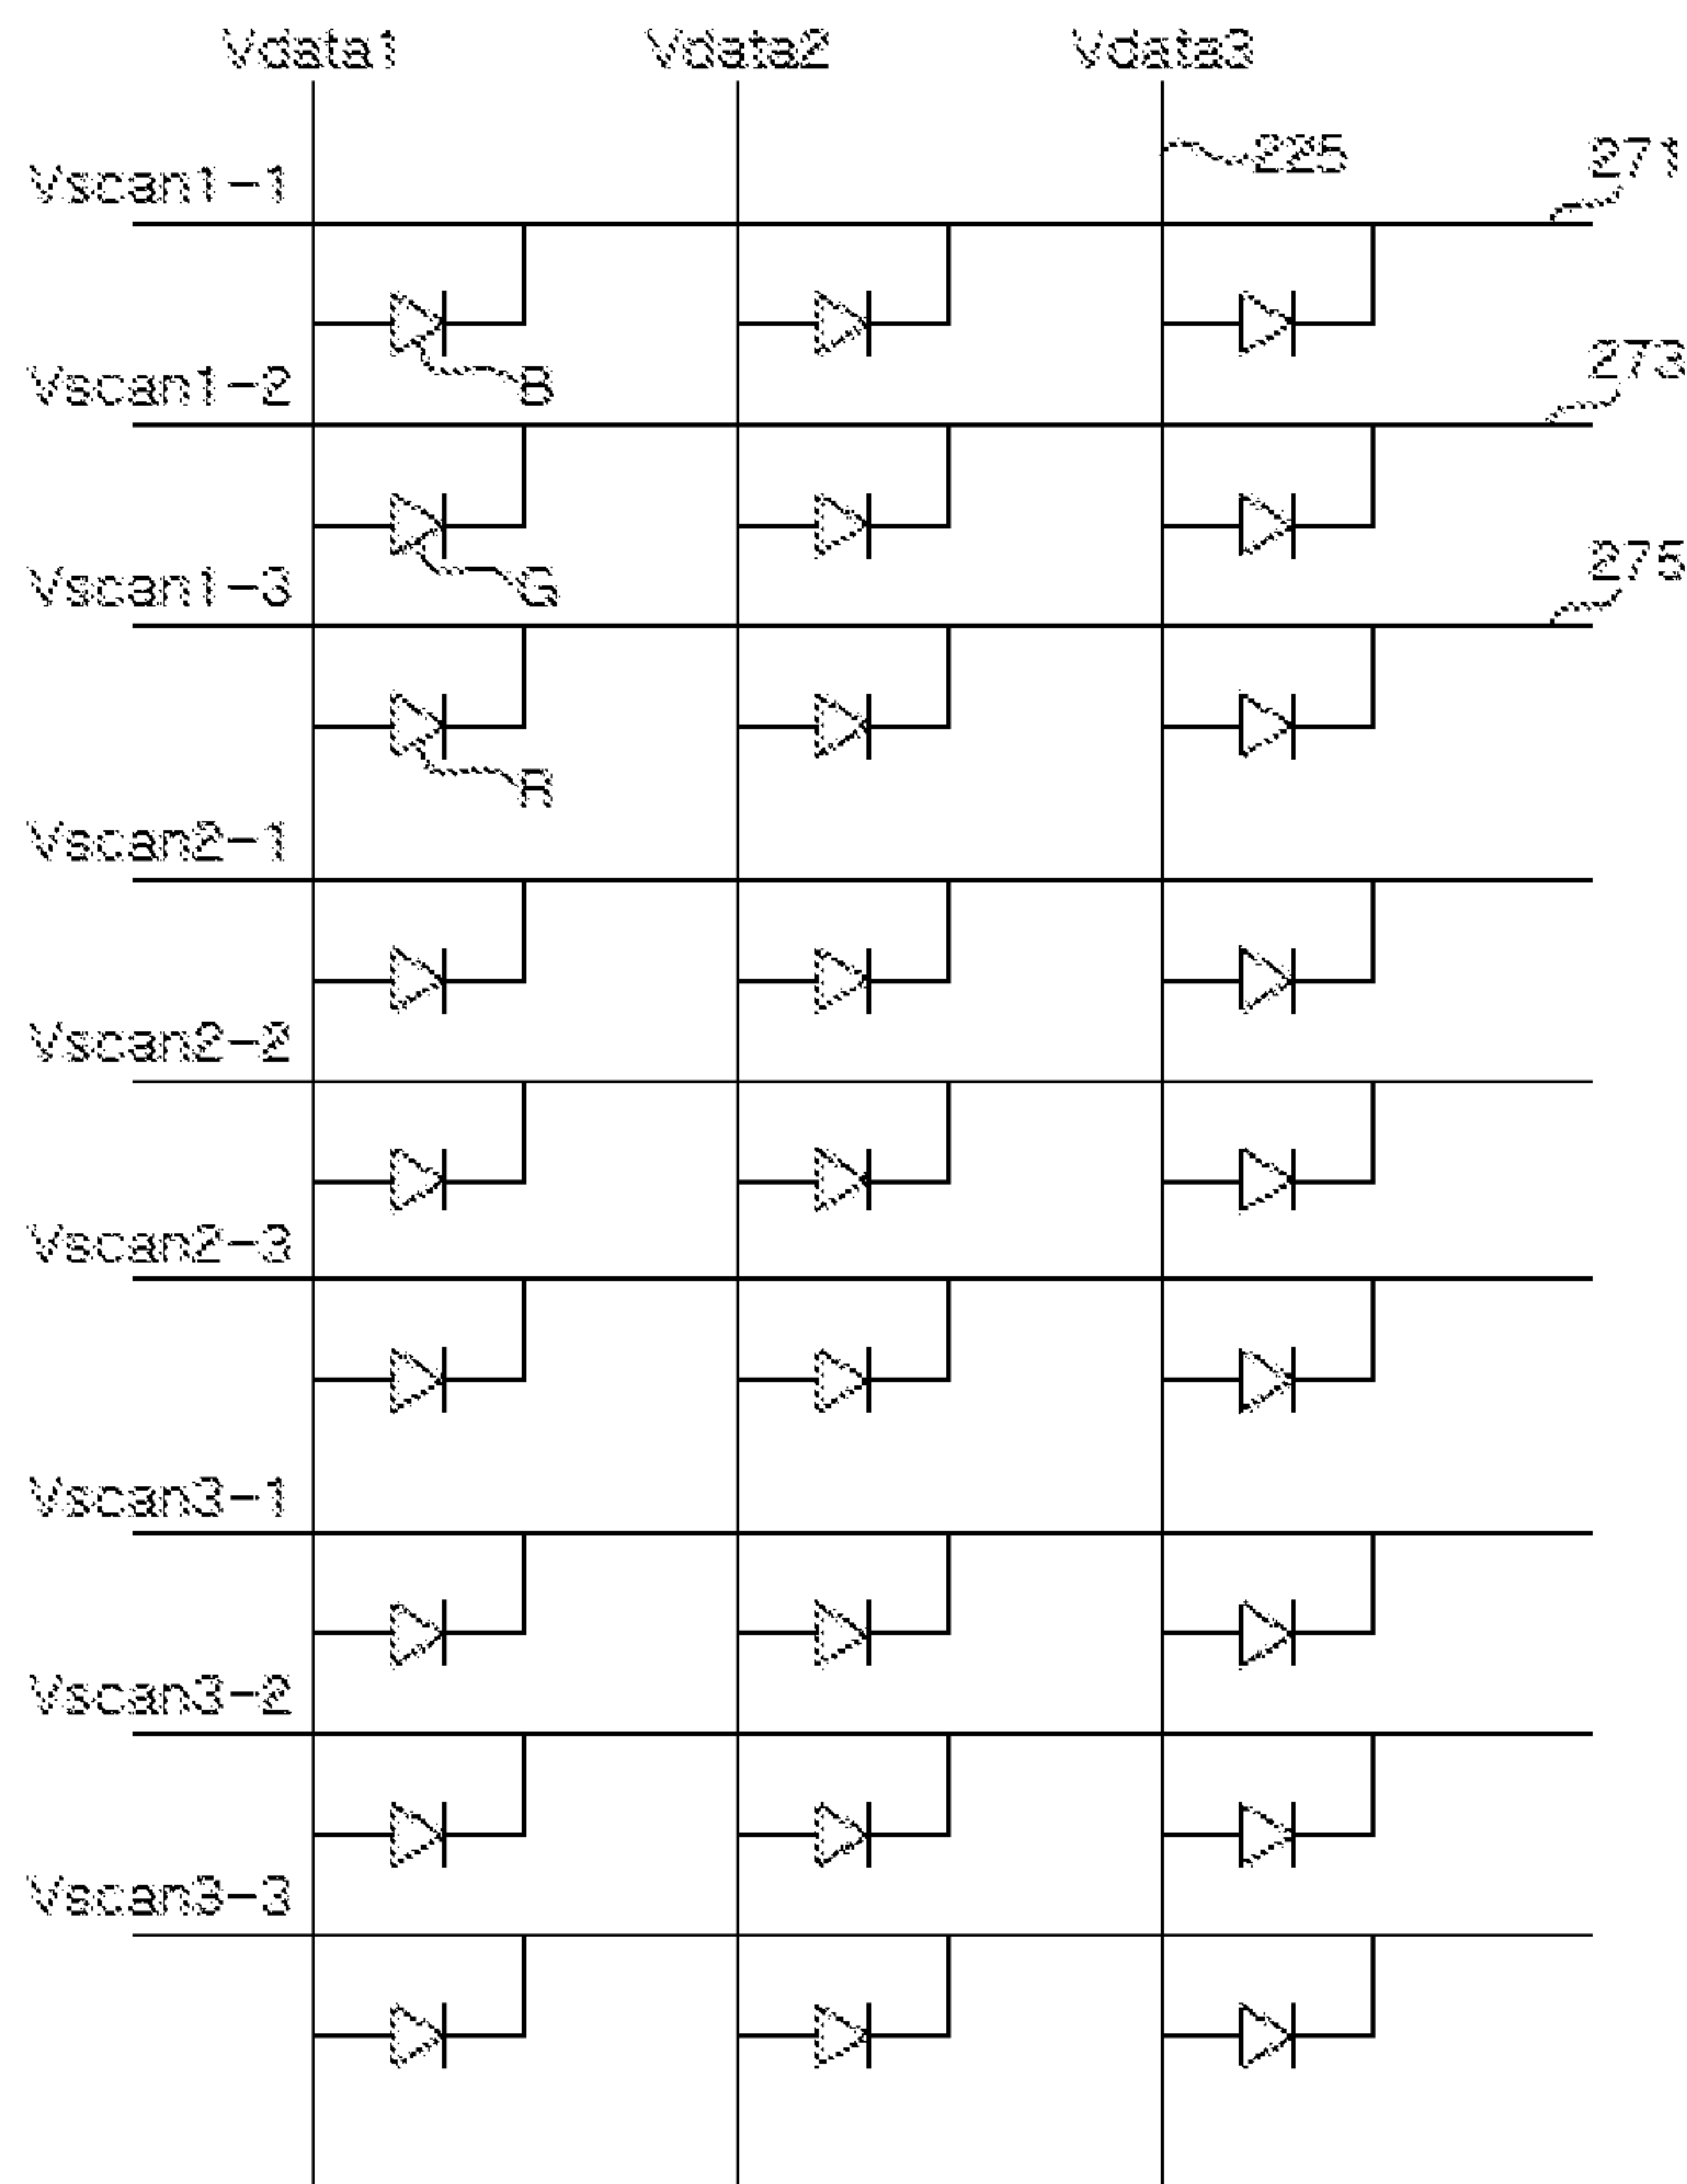 Vdata1 Vdata2 Vdata3
225
271
Vscan1-1
B
273
Vscan1-2
G
275
Vscan1-3
R
Vscan2-1
Vscan2-2
Vscan2-3
Vscan3-1
Vscan3-2
Vscan3-3